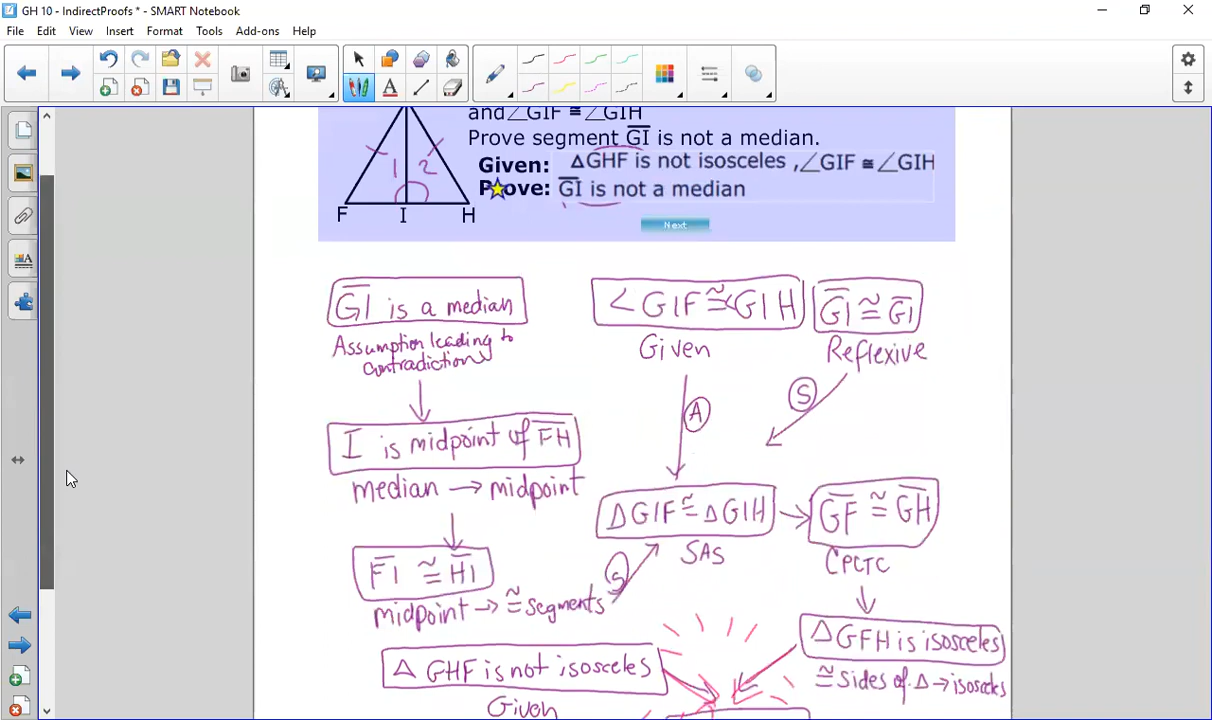 GH 10 - IndirectProofs * - SMART Notebook
File Edit View Insert Format Tools Add-ons Help
and∠GIF ≅ ∠GIH
Prove segment GI is not a median.
Given: ΔGHF is not isosceles ,∠GIF ≅ ∠GIH
Prove: GI is not a median
Next
1 2
F I H
GI is a median
Assumption leading to
contradiction
<GIF ≅ <GIH
Given
GI ≅ GI
Reflexive
A
S
I is midpoint of FH
median → midpoint
ΔGIF ≅ ΔGIH
SAS
GF ≅ GH
CPCTC
FI ≅ HI
midpoint → ≅ segments
S
ΔGFH is isosceles
≅ sides of Δ → isosceles
Δ GHF is not isosceles
Given